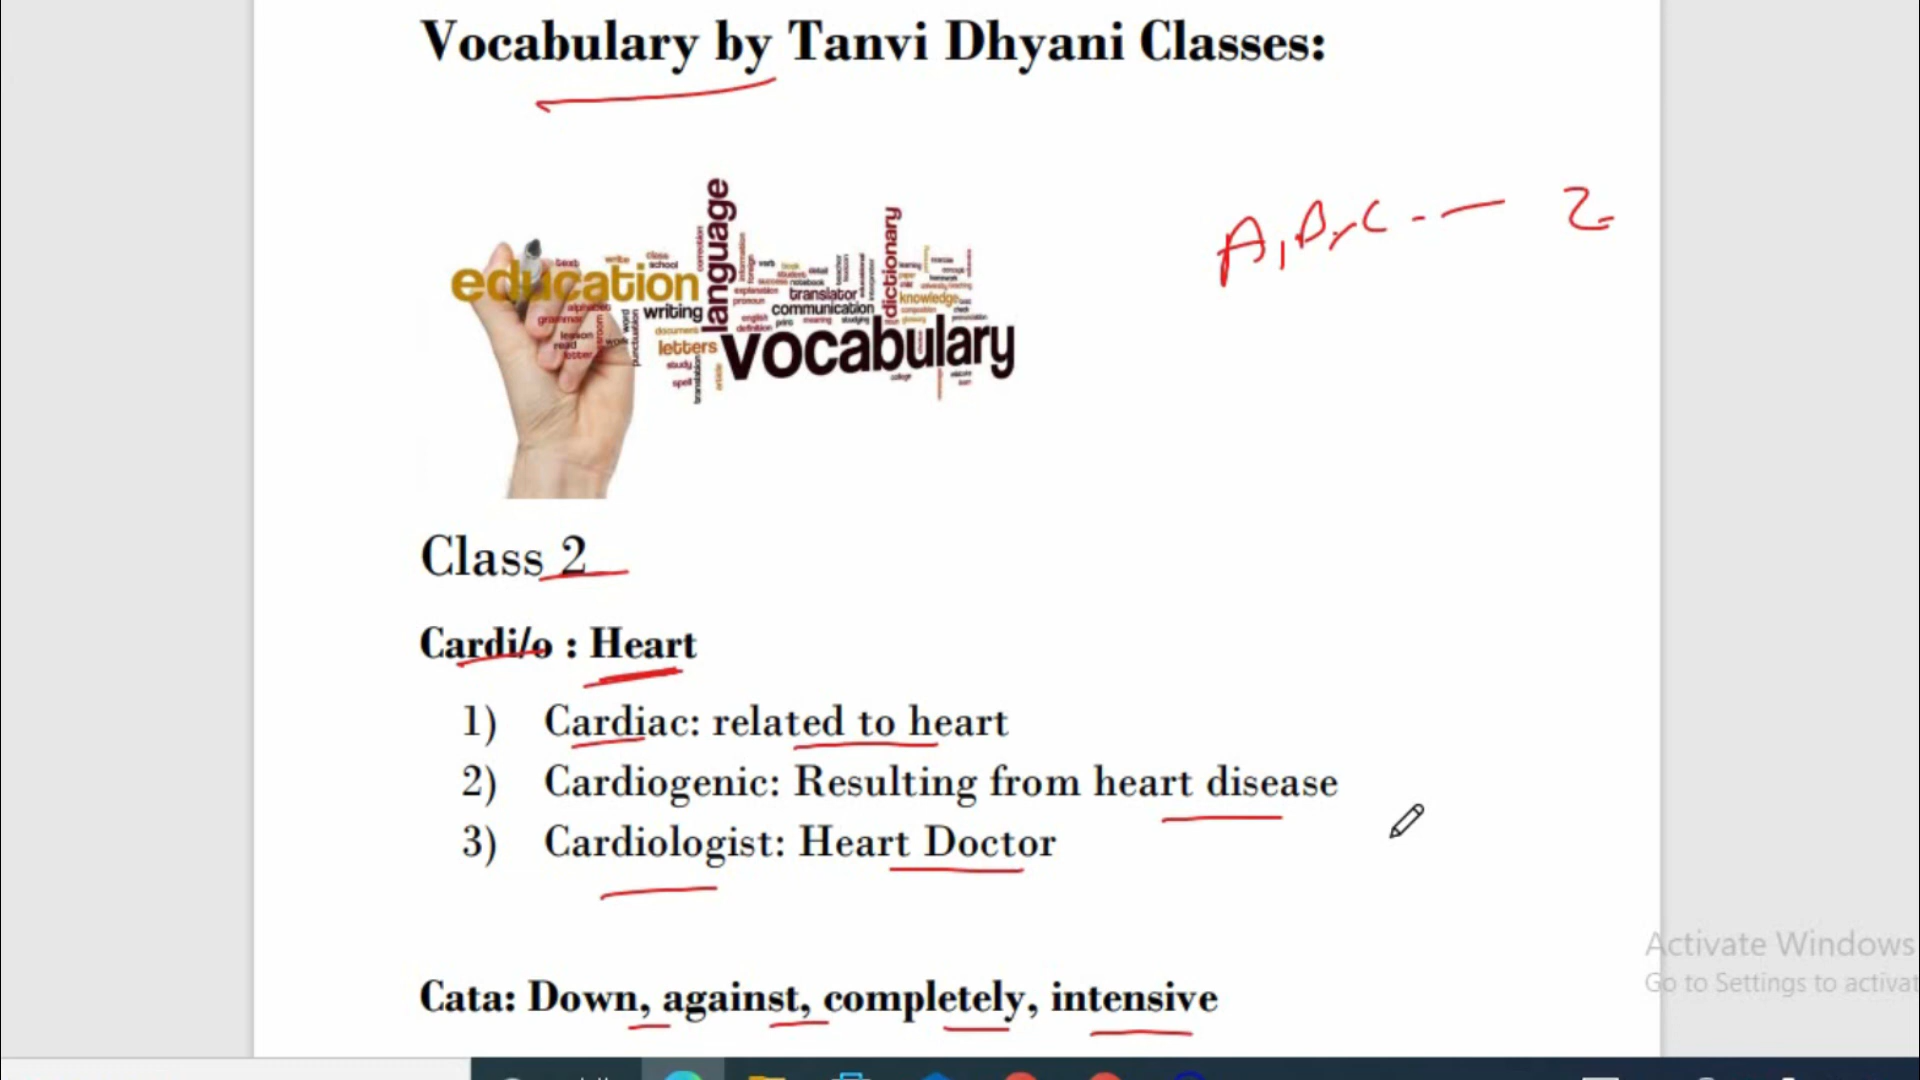 Vocabulary by Tanvi Dhyani Classes:
A, B, C - — Z
education
language
dictionary
school
translator
knowledge
writing
communication
letters
vocabulary
grammar
Class 2
Cardi/o : Heart
1) Cardiac: related to heart
2) Cardiogenic: Resulting from heart disease
3) Cardiologist: Heart Doctor
Activate Windows
Go to Settings to activat
Cata: Down, against, completely, intensive